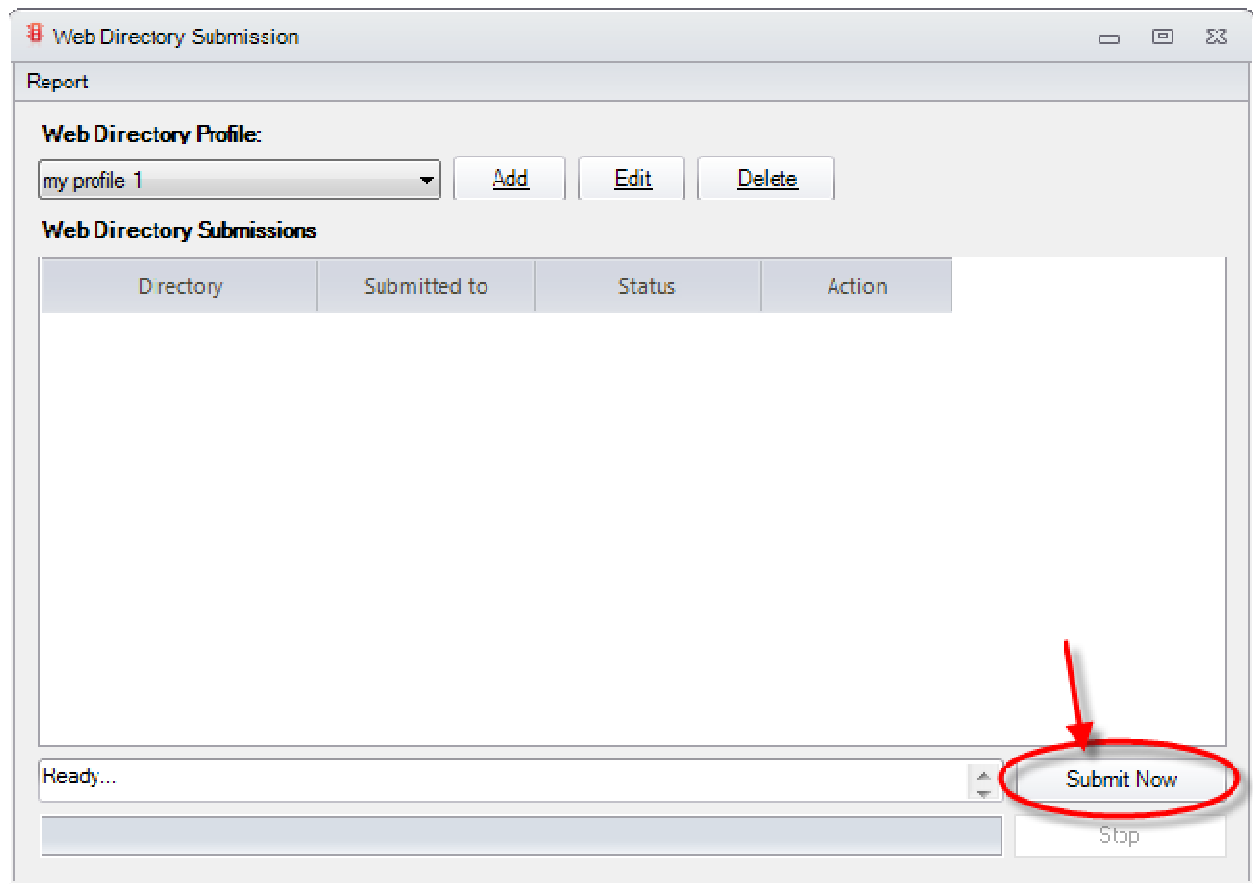 Web Directory Submission
Report
Web Directory Profile:
my profile 1 Add Edit Delete
Web Directory Submissions
Directory Submitted to Status Action
Ready... Submit Now
Stop